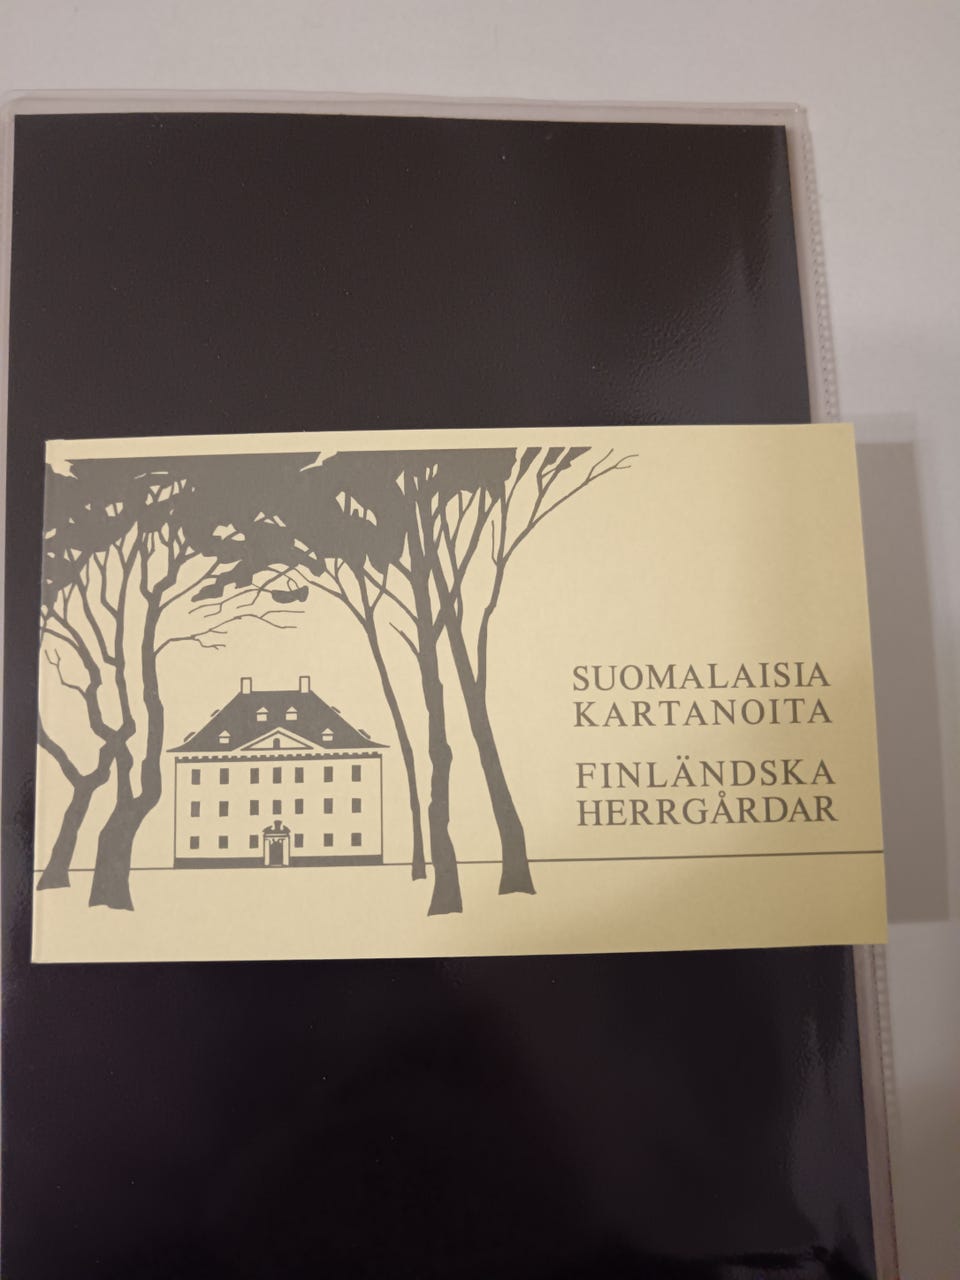 SUOMALAISIA
KARTANOITA
FINLÄNDSKA
HERRGÅRDAR